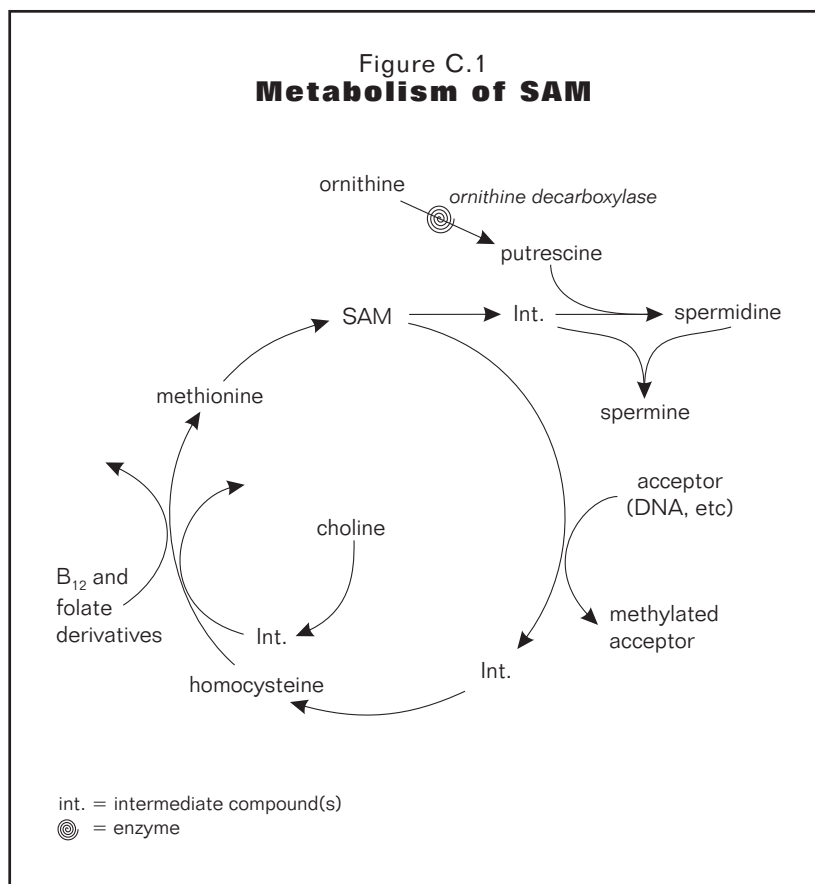 Figure C.1
Metabolism of SAM
ornithine
ornithine decarboxylase
putrescine
SAM
Int.
spermidine
methionine
spermine
acceptor
(DNA, etc)
choline
B₁₂ and
folate
derivatives
Int.
methylated
acceptor
Int.
homocysteine
int. = intermediate compound(s)
= enzyme